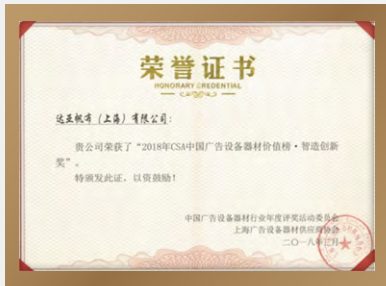 荣誉证书
HONORARY CREDENTIAL
达亚帆布（上海）有限公司：
贵公司荣获了“2018年CSA中国广告设备器材价值榜·智造创新
奖”。
特颁发此证，以资鼓励！
中国广告设备器材行业年度评奖活动委员会
上海广告设备器材供应商协会
二〇一八年三月